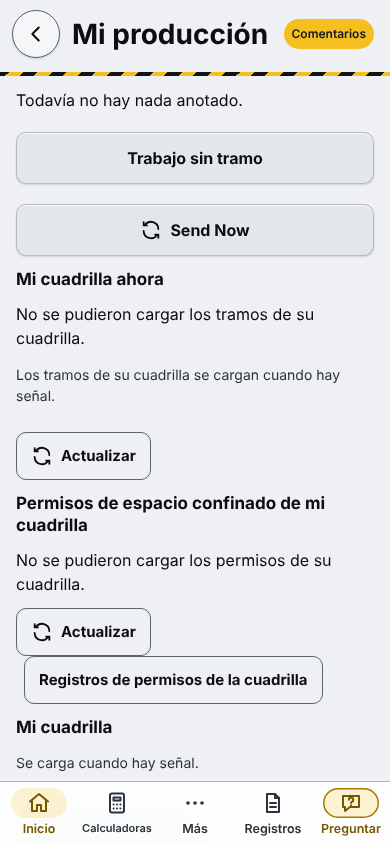 Mi producción
Comentarios
Todavía no hay nada anotado.
Trabajo sin tramo
Send Now
Mi cuadrilla ahora
No se pudieron cargar los tramos de su
cuadrilla.
Los tramos de su cuadrilla se cargan cuando hay
señal.
Actualizar
Permisos de espacio confinado de mi
cuadrilla
No se pudieron cargar los permisos de su
cuadrilla.
Actualizar
Registros de permisos de la cuadrilla
Mi cuadrilla
Se carga cuando hay señal.
Inicio
Calculadoras
Más
Registros
Preguntar